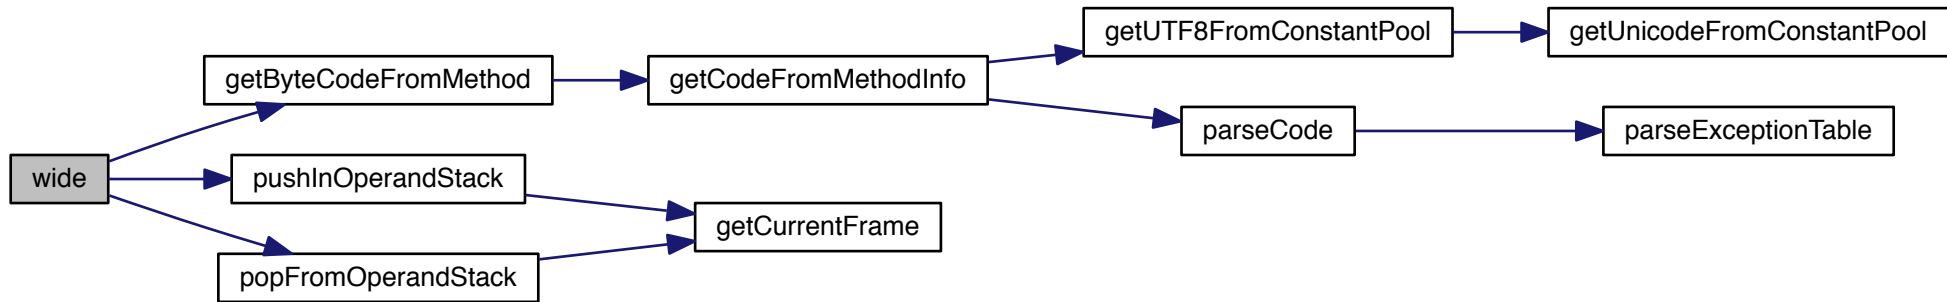 wide
getByteCodeFromMethod
pushInOperandStack
popFromOperandStack
getCodeFromMethodInfo
getCurrentFrame
getUTF8FromConstantPool
parseCode
getUnicodeFromConstantPool
parseExceptionTable